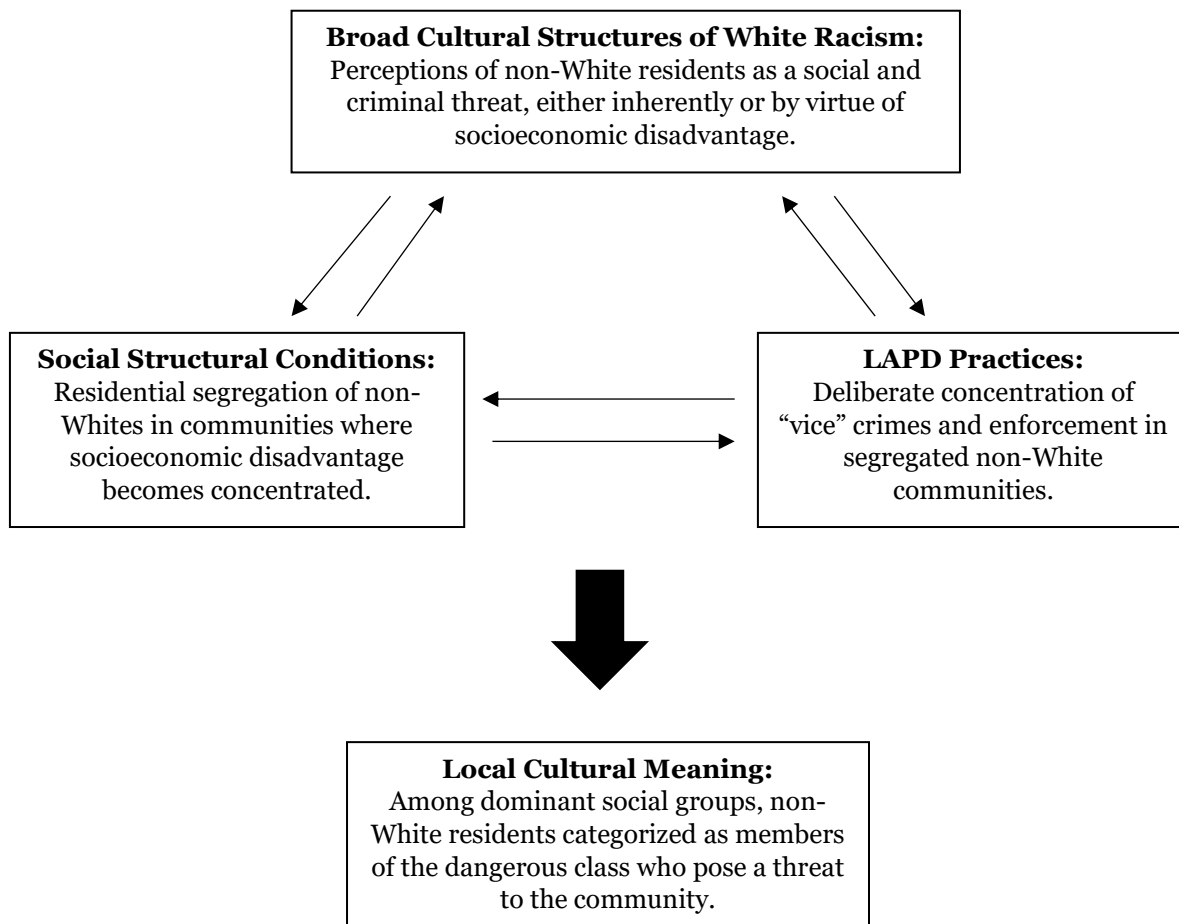 Broad Cultural Structures of White Racism:
Perceptions of non-White residents as a social and
criminal threat, either inherently or by virtue of
socioeconomic disadvantage.
Social Structural Conditions:
Residential segregation of non-
Whites in communities where
socioeconomic disadvantage
becomes concentrated.
LAPD Practices:
Deliberate concentration of
“vice” crimes and enforcement in
segregated non-White
communities.
Local Cultural Meaning:
Among dominant social groups, non-
White residents categorized as members
of the dangerous class who pose a threat
to the community.